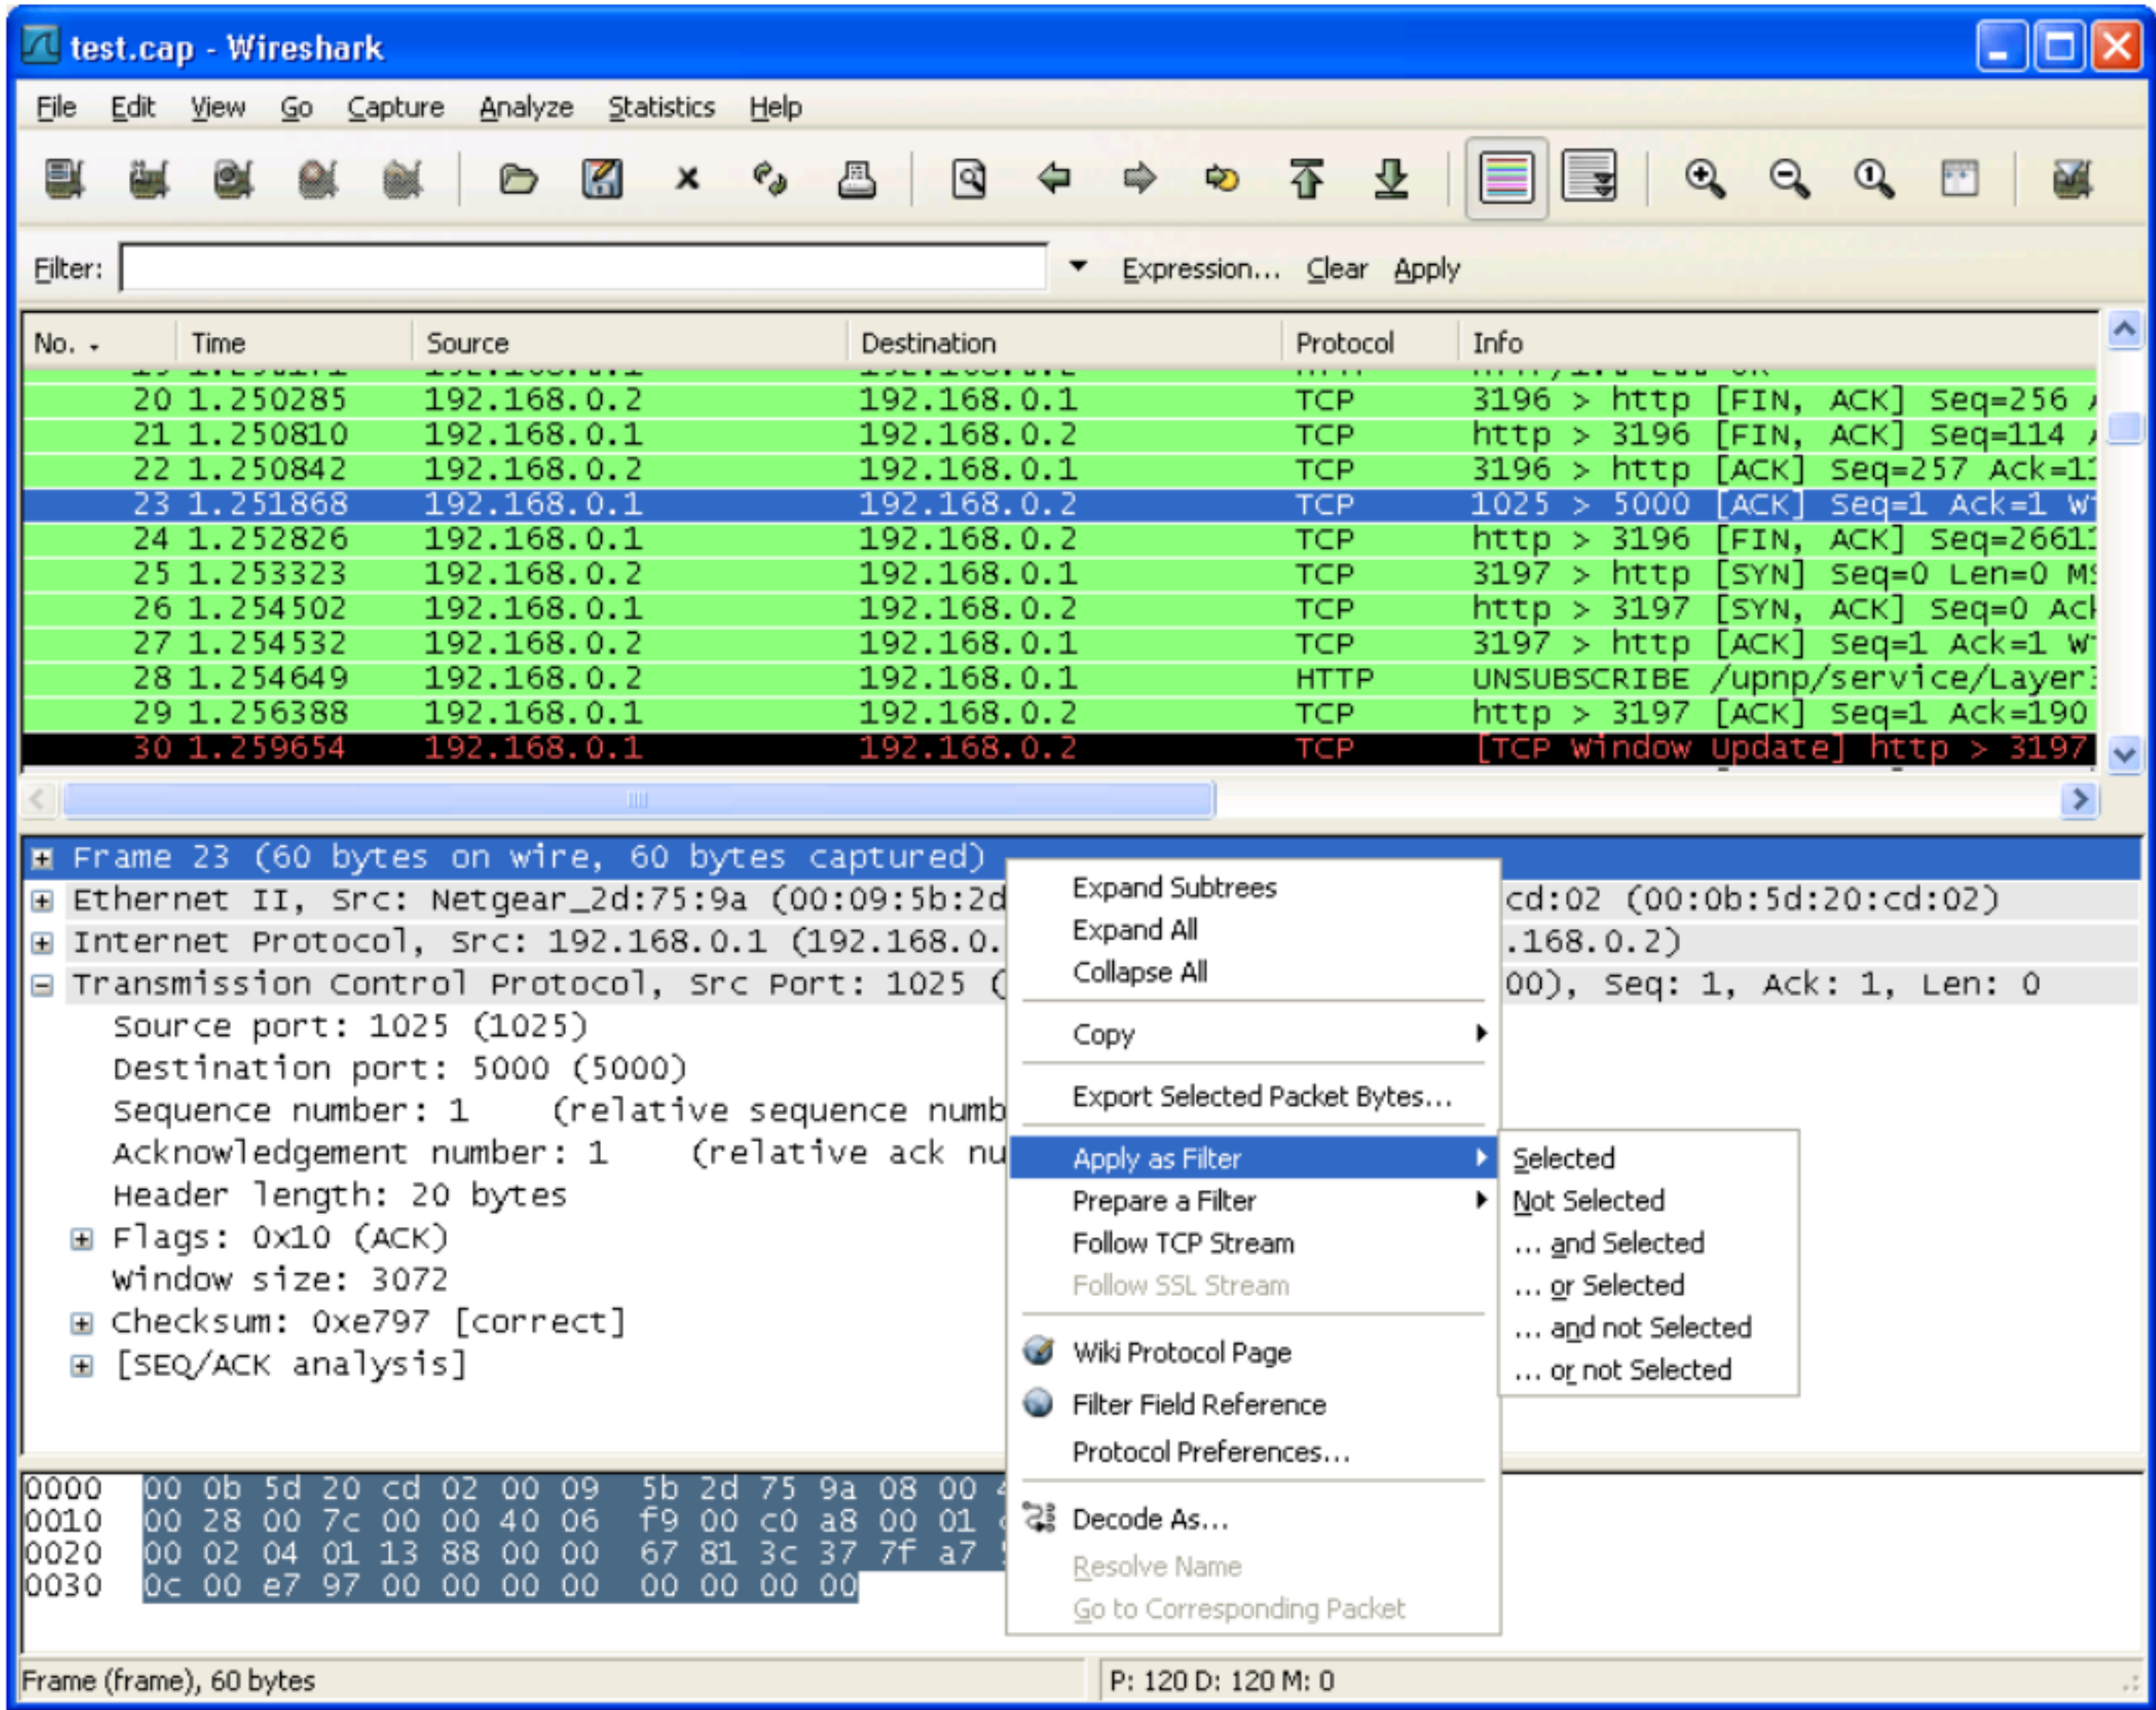 test.cap - Wireshark
File Edit View Go Capture Analyze Statistics Help
Filter: Expression... Clear Apply
No. Time Source Destination Protocol Info
20 1.250285 192.168.0.2 192.168.0.1 TCP 3196 > http [FIN, ACK] Seq=256
21 1.250810 192.168.0.1 192.168.0.2 TCP http > 3196 [FIN, ACK] Seq=114
22 1.250842 192.168.0.2 192.168.0.1 TCP 3196 > http [ACK] Seq=257 Ack=11
23 1.251868 192.168.0.1 192.168.0.2 TCP 1025 > 5000 [ACK] Seq=1 Ack=1
24 1.252826 192.168.0.1 192.168.0.2 TCP http > 3196 [FIN, ACK] Seq=26611
25 1.253323 192.168.0.2 192.168.0.1 TCP 3197 > http [SYN] Seq=0 Len=0
26 1.254502 192.168.0.1 192.168.0.2 TCP http > 3197 [SYN, ACK] Seq=0
27 1.254532 192.168.0.2 192.168.0.1 TCP 3197 > http [ACK] Seq=1 Ack=1
28 1.254649 192.168.0.2 192.168.0.1 HTTP UNSUBSCRIBE /upnp/service/Layer
29 1.256388 192.168.0.1 192.168.0.2 TCP http > 3197 [ACK] Seq=1 Ack=190
30 1.259654 192.168.0.1 192.168.0.2 TCP [TCP Window Update] http > 3197
Frame 23 (60 bytes on wire, 60 bytes captured)
Ethernet II, Src: Netgear_2d:75:9a (00:09:5b:2d cd:02 (00:0b:5d:20:cd:02)
Internet Protocol, Src: 192.168.0.1 (192.168.0. .168.0.2)
Transmission Control Protocol, Src Port: 1025 ( 00), Seq: 1, Ack: 1, Len: 0
Source port: 1025 (1025)
Destination port: 5000 (5000)
Sequence number: 1 (relative sequence numb
Acknowledgement number: 1 (relative ack nu
Header length: 20 bytes
Flags: 0x10 (ACK)
Window size: 3072
Checksum: 0xe797 [correct]
[SEQ/ACK analysis]
Expand Subtrees
Expand All
Collapse All
Copy
Export Selected Packet Bytes...
Apply as Filter
Prepare a Filter
Follow TCP Stream
Follow SSL Stream
Wiki Protocol Page
Filter Field Reference
Protocol Preferences...
Decode As...
Resolve Name
Go to Corresponding Packet
Selected
Not Selected
... and Selected
... or Selected
... and not Selected
... or not Selected
0000 00 0b 5d 20 cd 02 00 09 5b 2d 75 9a 08 00
0010 00 28 00 7c 00 00 40 06 f9 00 c0 a8 00 01
0020 00 02 04 01 13 88 00 00 67 81 3c 37 7f a7
0030 0c 00 e7 97 00 00 00 00 00 00 00 00
Frame (frame), 60 bytes
P: 120 D: 120 M: 0